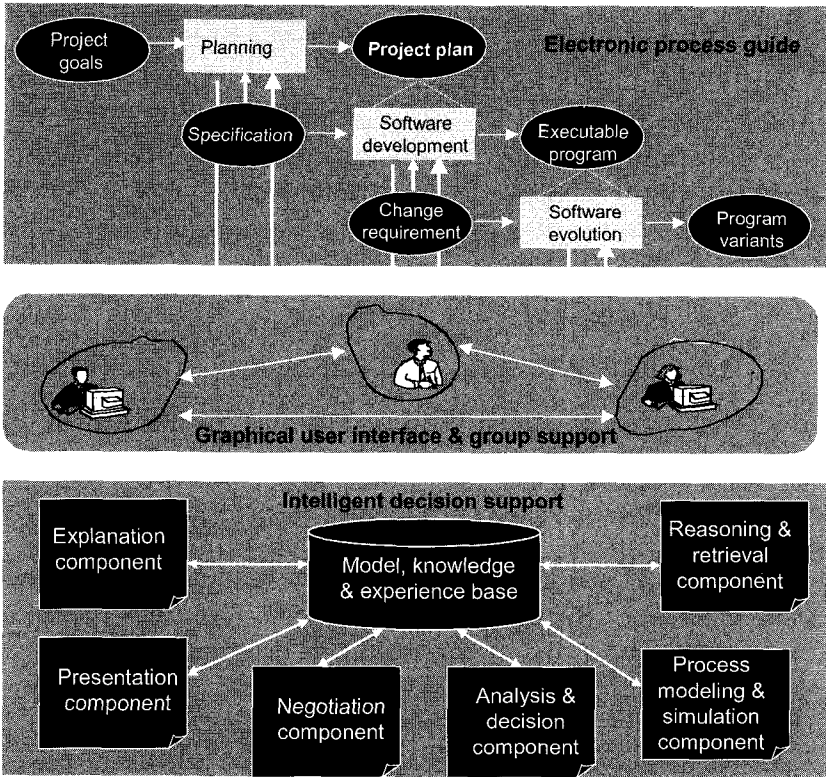 Project
goals
Planning
Project plan
Electronic process guide
Specification
Software
development
Executable
program
Change
requirement
Software
evolution
Program
variants
Graphical user interface & group support
Intelligent decision support
Explanation
component
Model, knowledge
& experience base
Reasoning &
retrieval
component
Presentation
component
Negotiation
component
Analysis &
decision
component
Process
modeling &
simulation
component